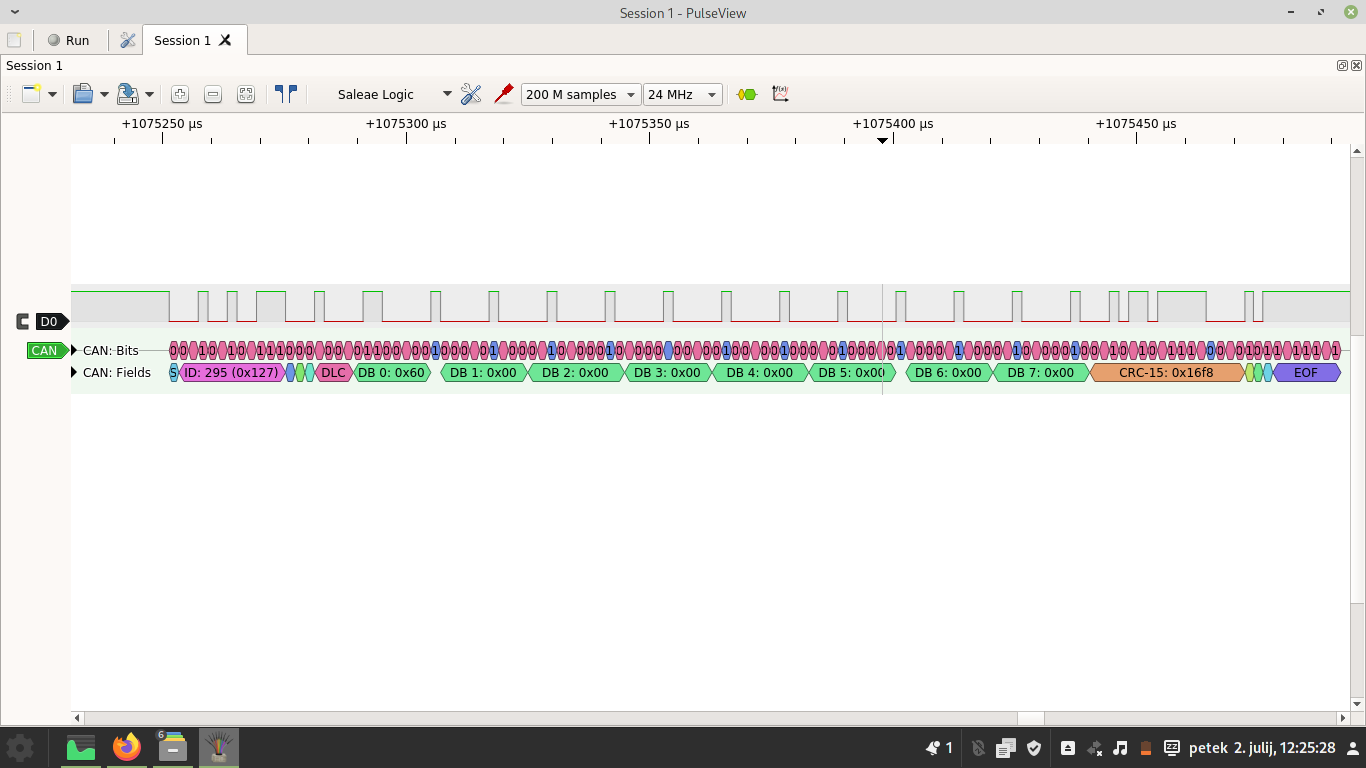 Session 1 - PulseView
Run
Session 1
Session 1
Saleae Logic
200 M samples
24 MHz
+1075250 µs +1075300 µs +1075350 µs +1075400 µs +1075450 µs
D0
CAN CAN: Bits
CAN: Fields S ID: 295 (0x127) DLC DB 0: 0x60 DB 1: 0x00 DB 2: 0x00 DB 3: 0x00 DB 4: 0x00 DB 5: 0x00 DB 6: 0x00 DB 7: 0x00 CRC-15: 0x16f8 EOF
6
1
petek 2. julij, 12:25:28